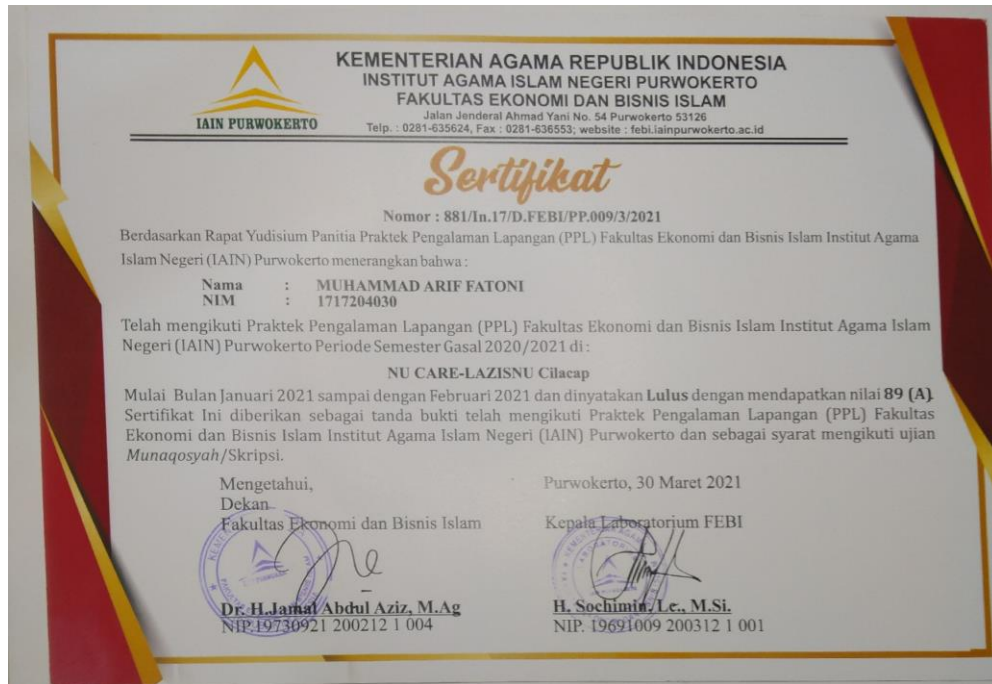 KEMENTERIAN AGAMA REPUBLIK INDONESIA
INSTITUT AGAMA ISLAM NEGERI PURWOKERTO
FAKULTAS EKONOMI DAN BISNIS ISLAM
Jalan Jenderal Ahmad Yani No. 54 Purwokerto 53126
Telp. : 0281-635624, Fax : 0281-636553; website : febi.iainpurwokerto.ac.id
IAIN PURWOKERTO
Sertifikat
Nomor : 881/In.17/D.FEBI/PP.009/3/2021
Berdasarkan Rapat Yudisium Panitia Praktek Pengalaman Lapangan (PPL) Fakultas Ekonomi dan Bisnis Islam Institut Agama
Islam Negeri (IAIN) Purwokerto menerangkan bahwa :
Nama : MUHAMMAD ARIF FATONI
NIM : 1717204030
Telah mengikuti Praktek Pengalaman Lapangan (PPL) Fakultas Ekonomi dan Bisnis Islam Institut Agama Islam
Negeri (IAIN) Purwokerto Periode Semester Gasal 2020/2021 di :
NU CARE-LAZISNU Cilacap
Mulai Bulan Januari 2021 sampai dengan Februari 2021 dan dinyatakan Lulus dengan mendapatkan nilai 89 (A).
Sertifikat Ini diberikan sebagai tanda bukti telah mengikuti Praktek Pengalaman Lapangan (PPL) Fakultas
Ekonomi dan Bisnis Islam Institut Agama Islam Negeri (IAIN) Purwokerto dan sebagai syarat mengikuti ujian
Munaqosyah/Skripsi.
Mengetahui,
Dekan
Fakultas Ekonomi dan Bisnis Islam
Dr. H.Jamal Abdul Aziz, M.Ag
NIP.19730921 200212 1 004
Purwokerto, 30 Maret 2021
Kepala Laboratorium FEBI
H. Sochimin, Lc., M.Si.
NIP. 19691009 200312 1 001